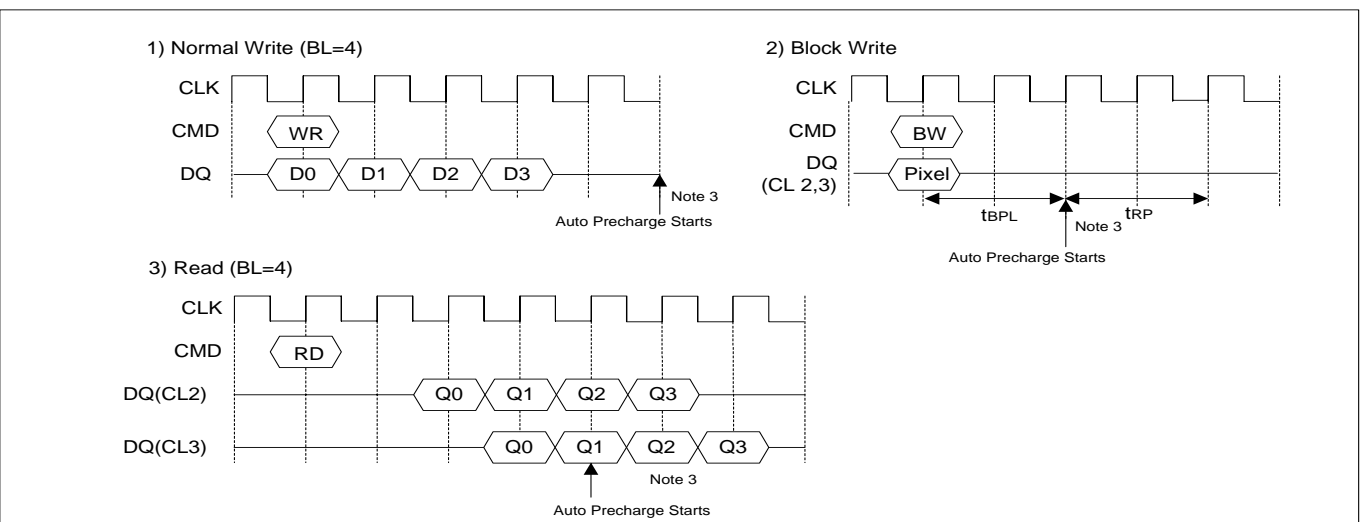 1) Normal Write (BL=4)
CLK
CMD WR
DQ D0 D1 D2 D3
Note 3
Auto Precharge Starts
2) Block Write
CLK
CMD BW
DQ
(CL 2,3) Pixel
tBPL tRP
Note 3
Auto Precharge Starts
3) Read (BL=4)
CLK
CMD RD
DQ(CL2) Q0 Q1 Q2 Q3
DQ(CL3) Q0 Q1 Q2 Q3
Note 3
Auto Precharge Starts